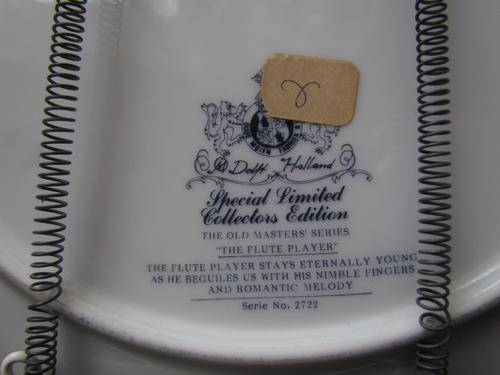 Delft Holland
Special Limited
Collectors Edition
THE OLD MASTERS' SERIES
"THE FLUTE PLAYER"
THE FLUTE PLAYER STAYS ETERNALLY YOUNG
AS HE BEGUILES US WITH HIS NIMBLE FINGERS
AND ROMANTIC MELODY
Serie No. 2722